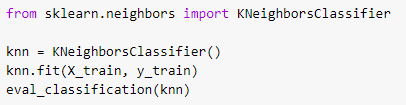 from sklearn.neighbors import KNeighborsClassifier
knn = KNeighborsClassifier()
knn.fit(X_train, y_train)
eval_classification(knn)